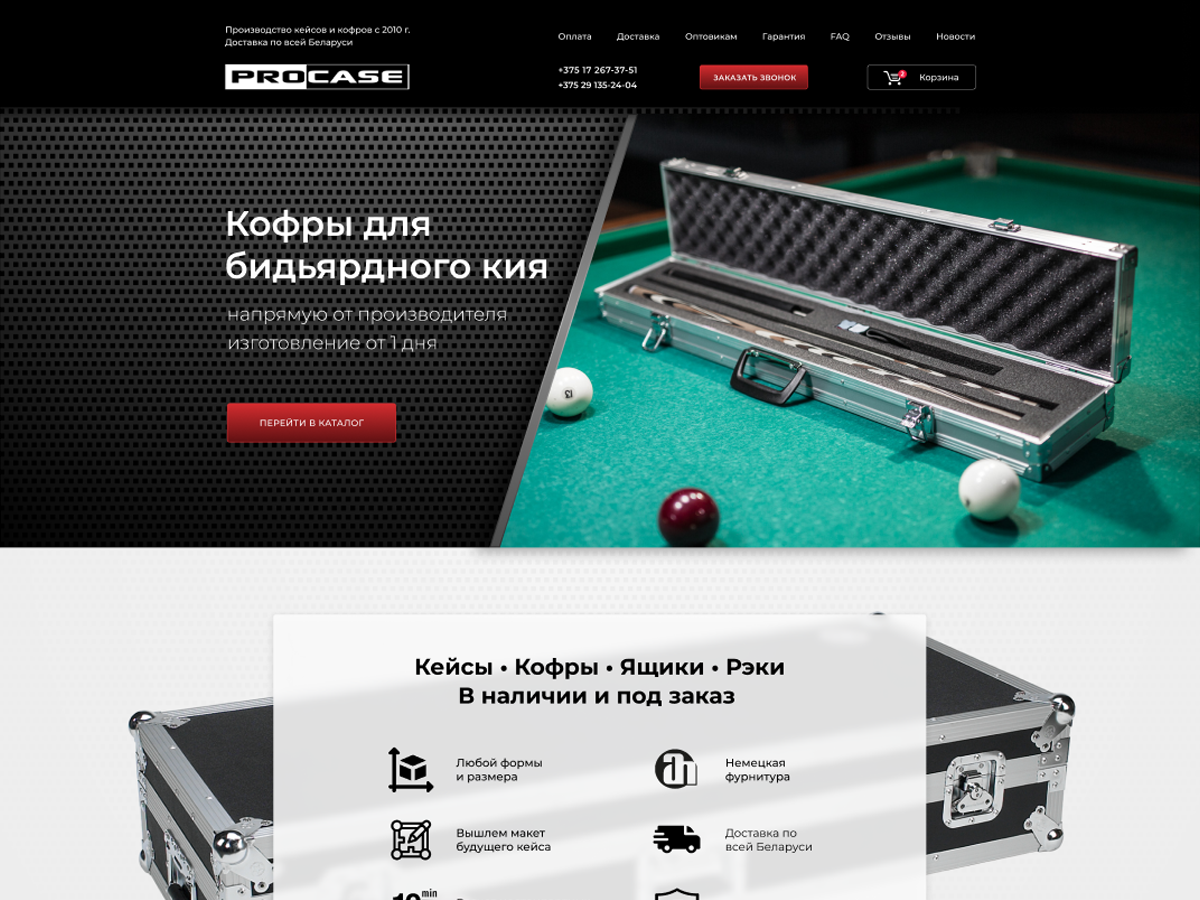 Производство кейсов и кофров с 2010 г.
Доставка по всей Беларуси
Оплата
Доставка
Оптовикам
Гарантия
FAQ
Отзывы
Новости
PROCASE
+375 17 267-37-51
+375 29 135-24-04
ЗАКАЗАТЬ ЗВОНОК
2
Корзина
Кофры для
бидьярдного кия
напрямую от производителя
изготовление от 1 дня
ПЕРЕЙТИ В КАТАЛОГ
Кейсы • Кофры • Ящики • Рэки
В наличии и под заказ
Любой формы
и размера
Немецкая
фурнитура
Вышлем макет
будущего кейса
Доставка по
всей Беларуси
min